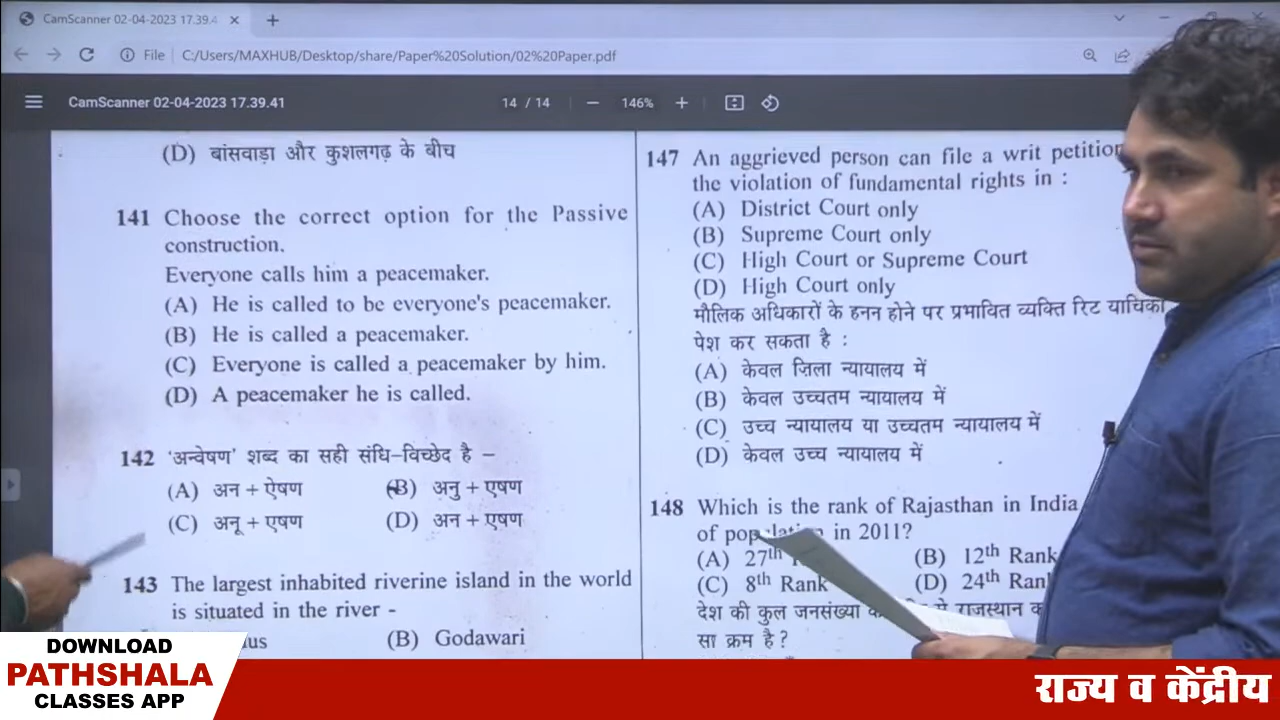 CamScanner 02-04-2023 17.39.4
File C:/Users/MAXHUB/Desktop/share/Paper%20Solution/02%20Paper.pdf
CamScanner 02-04-2023 17.39.41
14 / 14
146%
(D) बांसवाड़ा और कुशलगढ़ के बीच
141 Choose the correct option for the Passive
construction.
Everyone calls him a peacemaker.
(A) He is called to be everyone's peacemaker.
(B) He is called a peacemaker.
(C) Everyone is called a peacemaker by him.
(D) A peacemaker he is called.
142 'अन्वेषण' शब्द का सही संधि-विच्छेद है -
(A) अन + ऐषण (B) अनु + एषण
(C) अनू + एषण (D) अन + एषण
143 The largest inhabited riverine island in the world
is situated in the river -
(B) Godawari
147 An aggrieved person can file a writ petition
the violation of fundamental rights in :
(A) District Court only
(B) Supreme Court only
(C) High Court or Supreme Court
(D) High Court only
मौलिक अधिकारों के हनन होने पर प्रभावित व्यक्ति रिट याचिका
पेश कर सकता है :
(A) केवल ज़िला न्यायालय में
(B) केवल उच्चतम न्यायालय में
(C) उच्च न्यायालय या उच्चतम न्यायालय में
(D) केवल उच्च न्यायालय में
148 Which is the rank of Rajasthan in India
of population in 2011?
(A) 27th (B) 12th Rank
(C) 8th Rank (D) 24th Rank
देश की कुल जनसंख्या राजस्थान
सा क्रम है ?
DOWNLOAD
PATHSHALA
CLASSES APP
राज्य व केंद्रीय